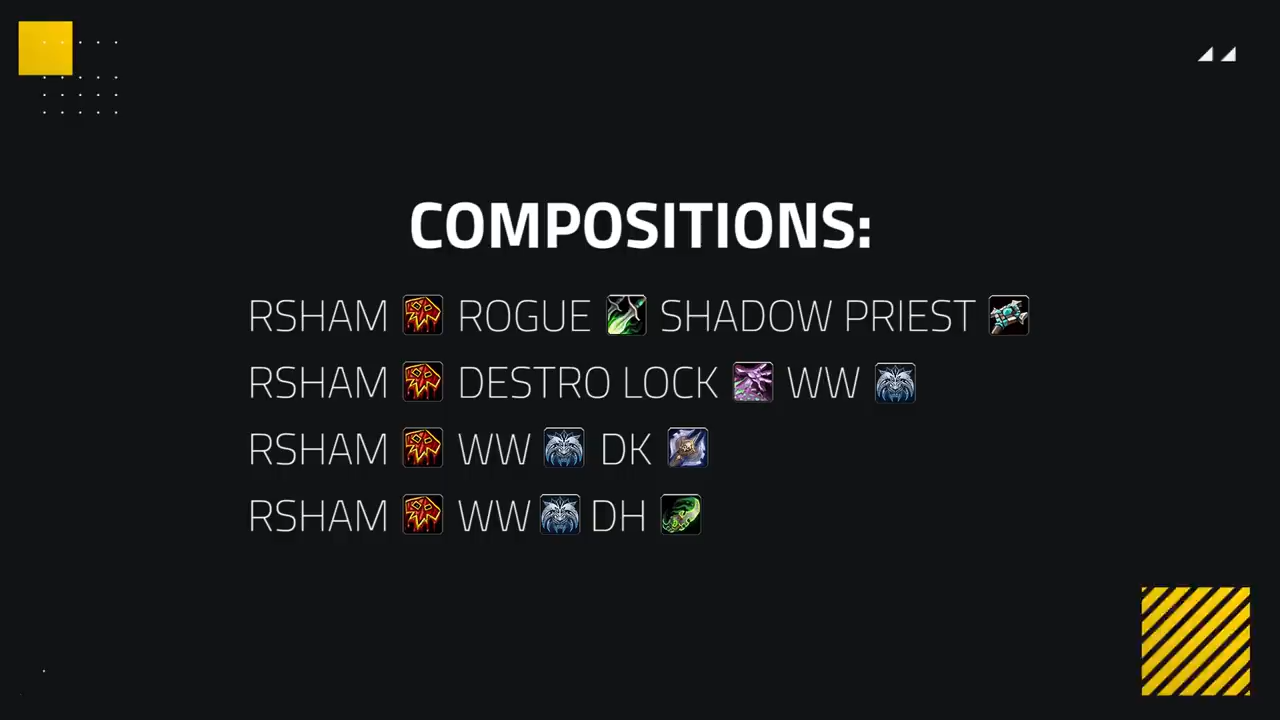 COMPOSITIONS:
RSHAM ROGUE SHADOW PRIEST
RSHAM DESTRO LOCK WW
RSHAM WW DK
RSHAM WW DH